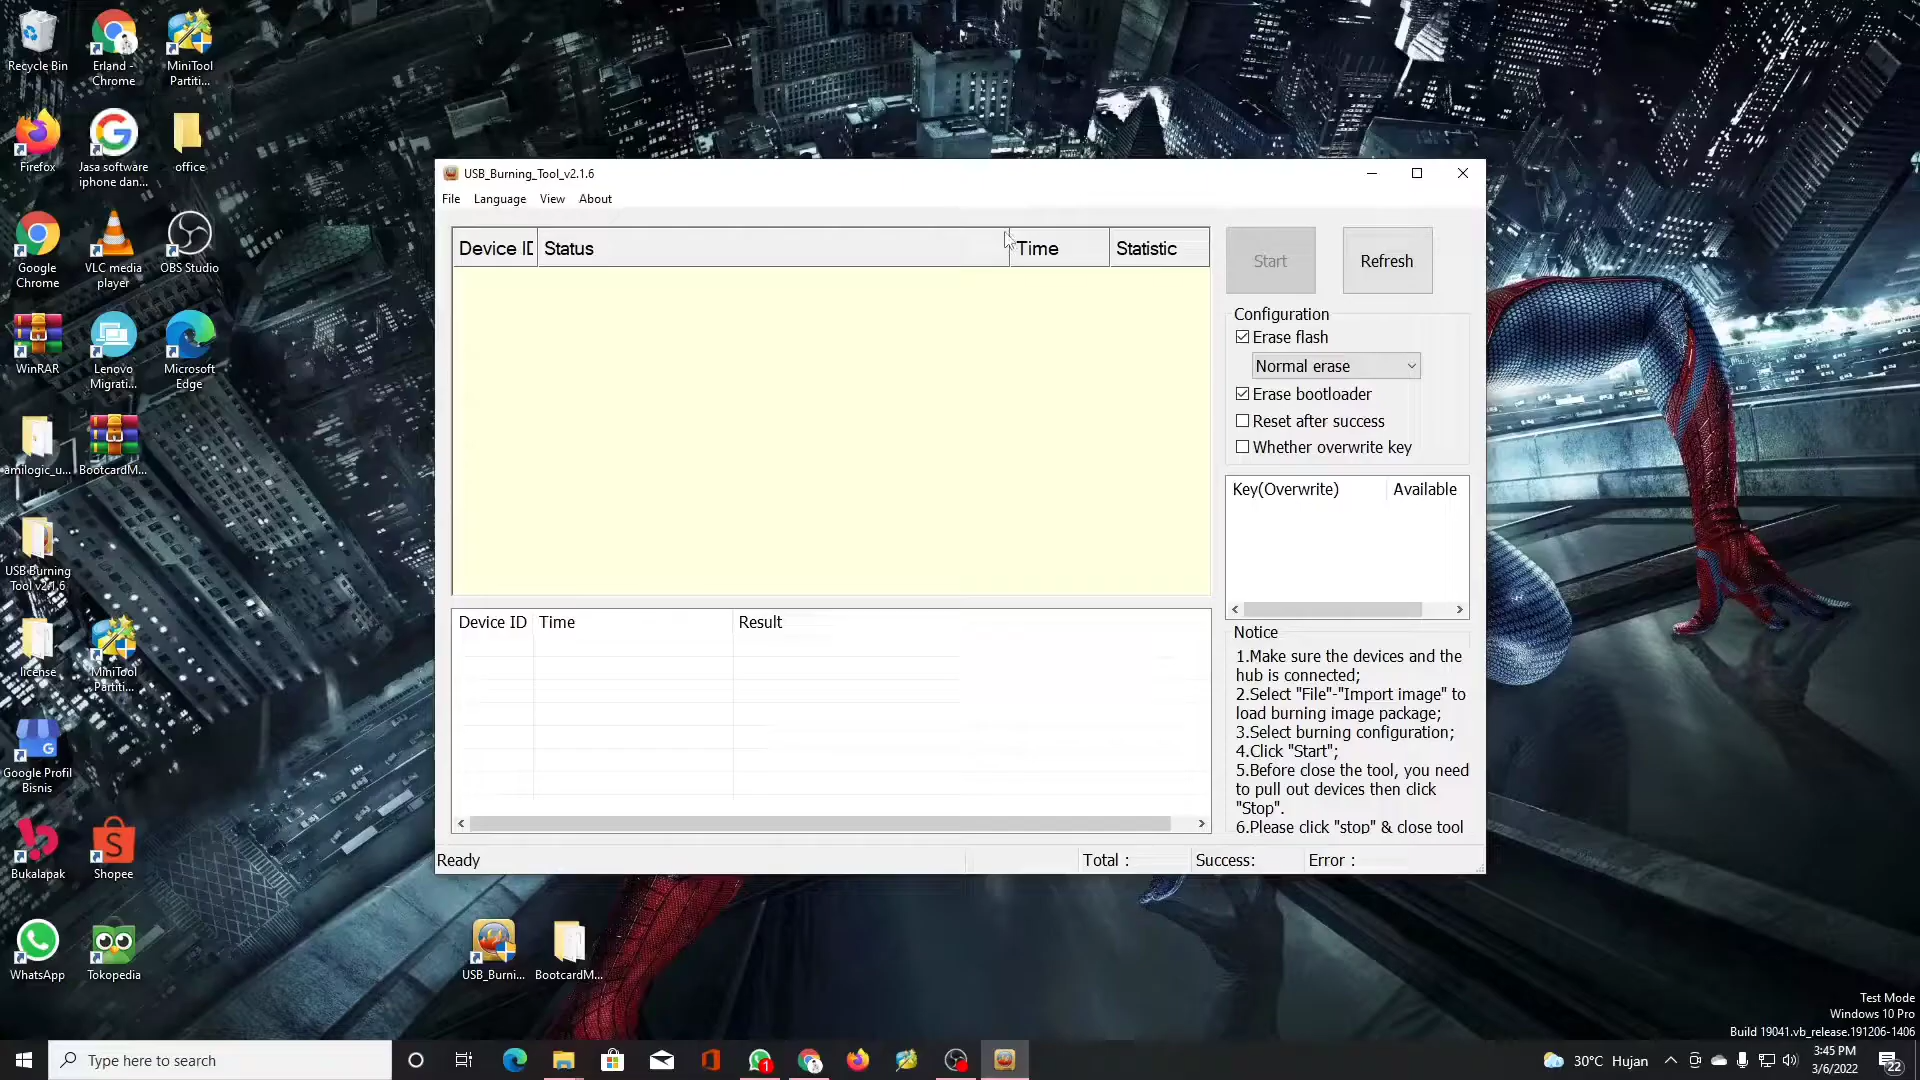 Recycle Bin
Erland -
Chrome
MiniTool
Partiti...
Firefox
Jasa software
iphone dan...
office
Google
Chrome
VLC media
player
OBS Studio
WinRAR
Lenovo
Migrati...
Microsoft
Edge
amilogic_u...
BootcardM...
USB Burning
Tool v2.1.6
license
MiniTool
Partiti...
Google Profil
Bisnis
Bukalapak
Shopee
WhatsApp
Tokopedia
USB_Burni...
BootcardM...
USB_Burning_Tool_v2.1.6
File Language View About
Device ID Status Time Statistic
Start
Refresh
Configuration
Erase flash
Normal erase
Erase bootloader
Reset after success
Whether overwrite key
Key(Overwrite) Available
Device ID Time Result
Notice
1.Make sure the devices and the
hub is connected;
2.Select "File"-"Import image" to
load burning image package;
3.Select burning configuration;
4.Click "Start";
5.Before close the tool, you need
to pull out devices then click
"Stop".
6.Please click "stop" & close tool
Ready Total : Success: Error :
Test Mode
Windows 10 Pro
Build 19041.vb_release.191206-1406
Type here to search
1
30°C Hujan
3:45 PM
3/6/2022
22